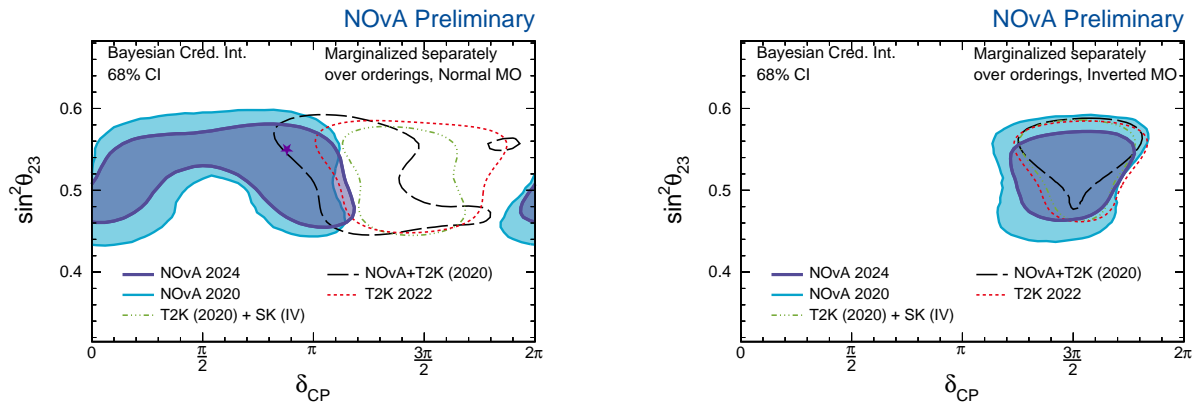 NOvA Preliminary
Bayesian Cred. Int.
68% CI
Marginalized separately
over orderings, Normal MO
sin²θ₂₃
0.6
0.5
0.4
NOvA 2024
NOvA 2020
T2K (2020) + SK (IV)
NOvA+T2K (2020)
T2K 2022
0
π/2
π
3π/2
2π
δCP
NOvA Preliminary
Bayesian Cred. Int.
68% CI
Marginalized separately
over orderings, Inverted MO
sin²θ₂₃
0.6
0.5
0.4
NOvA 2024
NOvA 2020
T2K (2020) + SK (IV)
NOvA+T2K (2020)
T2K 2022
0
π/2
π
3π/2
2π
δCP